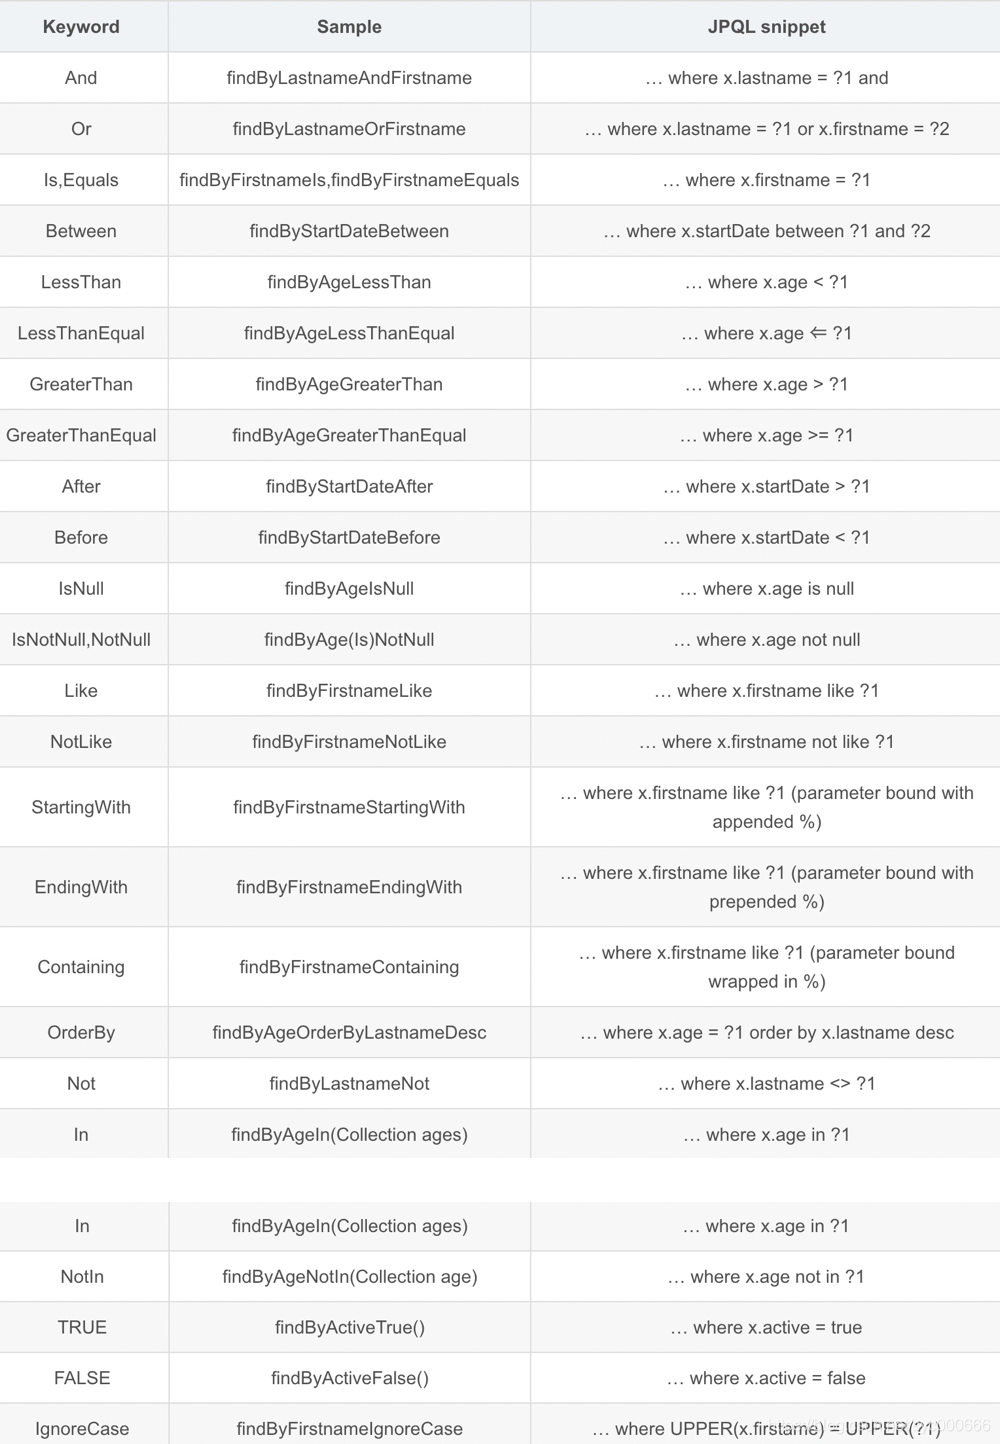 Keyword Sample JPQL snippet
And findByLastnameAndFirstname … where x.lastname = ?1 and
Or findByLastnameOrFirstname … where x.lastname = ?1 or x.firstname = ?2
Is,Equals findByFirstnameIs,findByFirstnameEquals … where x.firstname = ?1
Between findByStartDateBetween … where x.startDate between ?1 and ?2
LessThan findByAgeLessThan … where x.age < ?1
LessThanEqual findByAgeLessThanEqual … where x.age ⇐ ?1
GreaterThan findByAgeGreaterThan … where x.age > ?1
GreaterThanEqual findByAgeGreaterThanEqual … where x.age >= ?1
After findByStartDateAfter … where x.startDate > ?1
Before findByStartDateBefore … where x.startDate < ?1
IsNull findByAgeIsNull … where x.age is null
IsNotNull,NotNull findByAge(Is)NotNull … where x.age not null
Like findByFirstnameLike … where x.firstname like ?1
NotLike findByFirstnameNotLike … where x.firstname not like ?1
StartingWith findByFirstnameStartingWith … where x.firstname like ?1 (parameter bound with
appended %)
EndingWith findByFirstnameEndingWith … where x.firstname like ?1 (parameter bound with
prepended %)
Containing findByFirstnameContaining … where x.firstname like ?1 (parameter bound
wrapped in %)
OrderBy findByAgeOrderByLastnameDesc … where x.age = ?1 order by x.lastname desc
Not findByLastnameNot … where x.lastname <> ?1
In findByAgeIn(Collection ages) … where x.age in ?1
In findByAgeIn(Collection ages) … where x.age in ?1
NotIn findByAgeNotIn(Collection age) … where x.age not in ?1
TRUE findByActiveTrue() … where x.active = true
FALSE findByActiveFalse() … where x.active = false
IgnoreCase findByFirstnameIgnoreCase … where UPPER(x.firstame) = UPPER(?1)